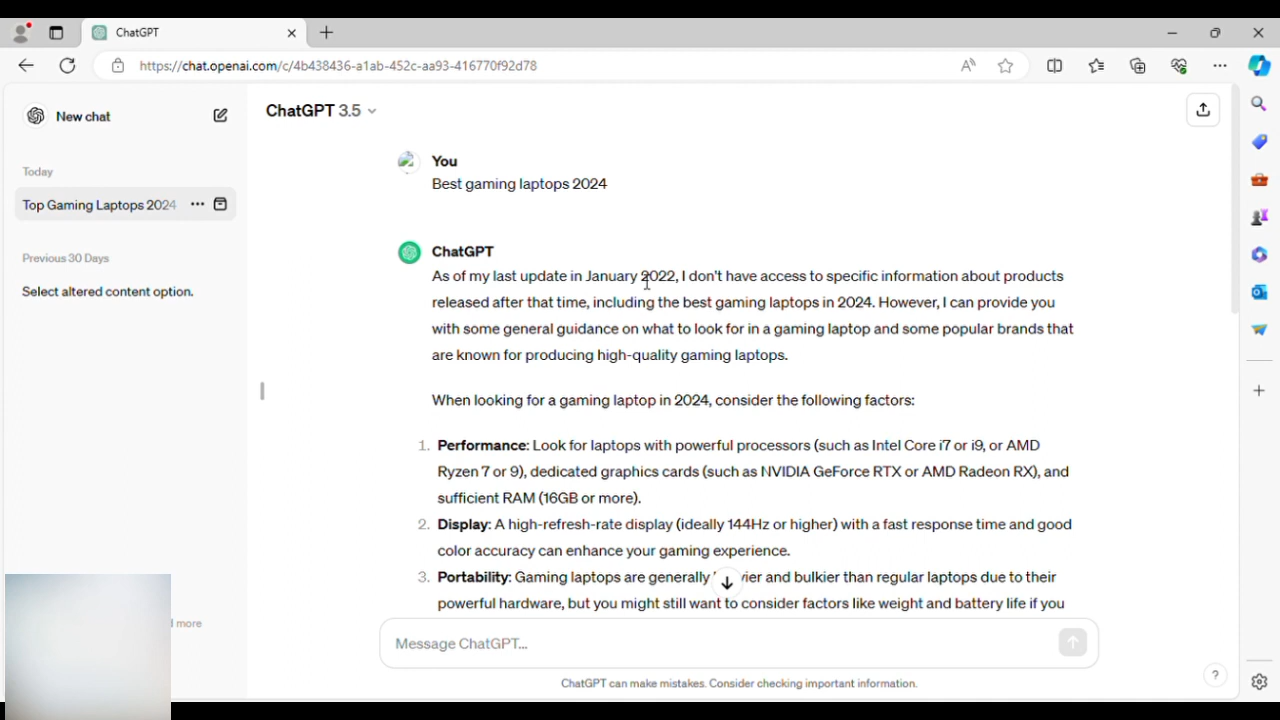 ChatGPT
https://chat.openai.com/c/4b438436-a1ab-452c-aa93-416770f92d78
New chat
Today
Top Gaming Laptops 2024
Previous 30 Days
Select altered content option.
d more
ChatGPT 3.5
You
Best gaming laptops 2024
ChatGPT
As of my last update in January 2022, I don't have access to specific information about products
released after that time, including the best gaming laptops in 2024. However, I can provide you
with some general guidance on what to look for in a gaming laptop and some popular brands that
are known for producing high-quality gaming laptops.
When looking for a gaming laptop in 2024, consider the following factors:
1. Performance: Look for laptops with powerful processors (such as Intel Core i7 or i9, or AMD
Ryzen 7 or 9), dedicated graphics cards (such as NVIDIA GeForce RTX or AMD Radeon RX), and
sufficient RAM (16GB or more).
2. Display: A high-refresh-rate display (ideally 144Hz or higher) with a fast response time and good
color accuracy can enhance your gaming experience.
3. Portability: Gaming laptops are generally vier and bulkier than regular laptops due to their
powerful hardware, but you might still want to consider factors like weight and battery life if you
Message ChatGPT...
ChatGPT can make mistakes. Consider checking important information.
?